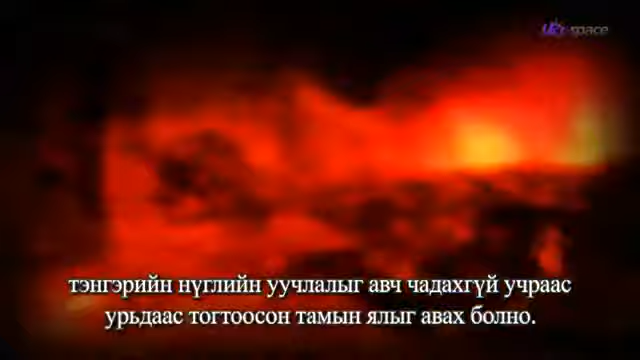 тэнгэрийн нүглийн уучлалыг авч чадахгүй учраас
урьдаас тогтоосон тамын ялыг авах болно.